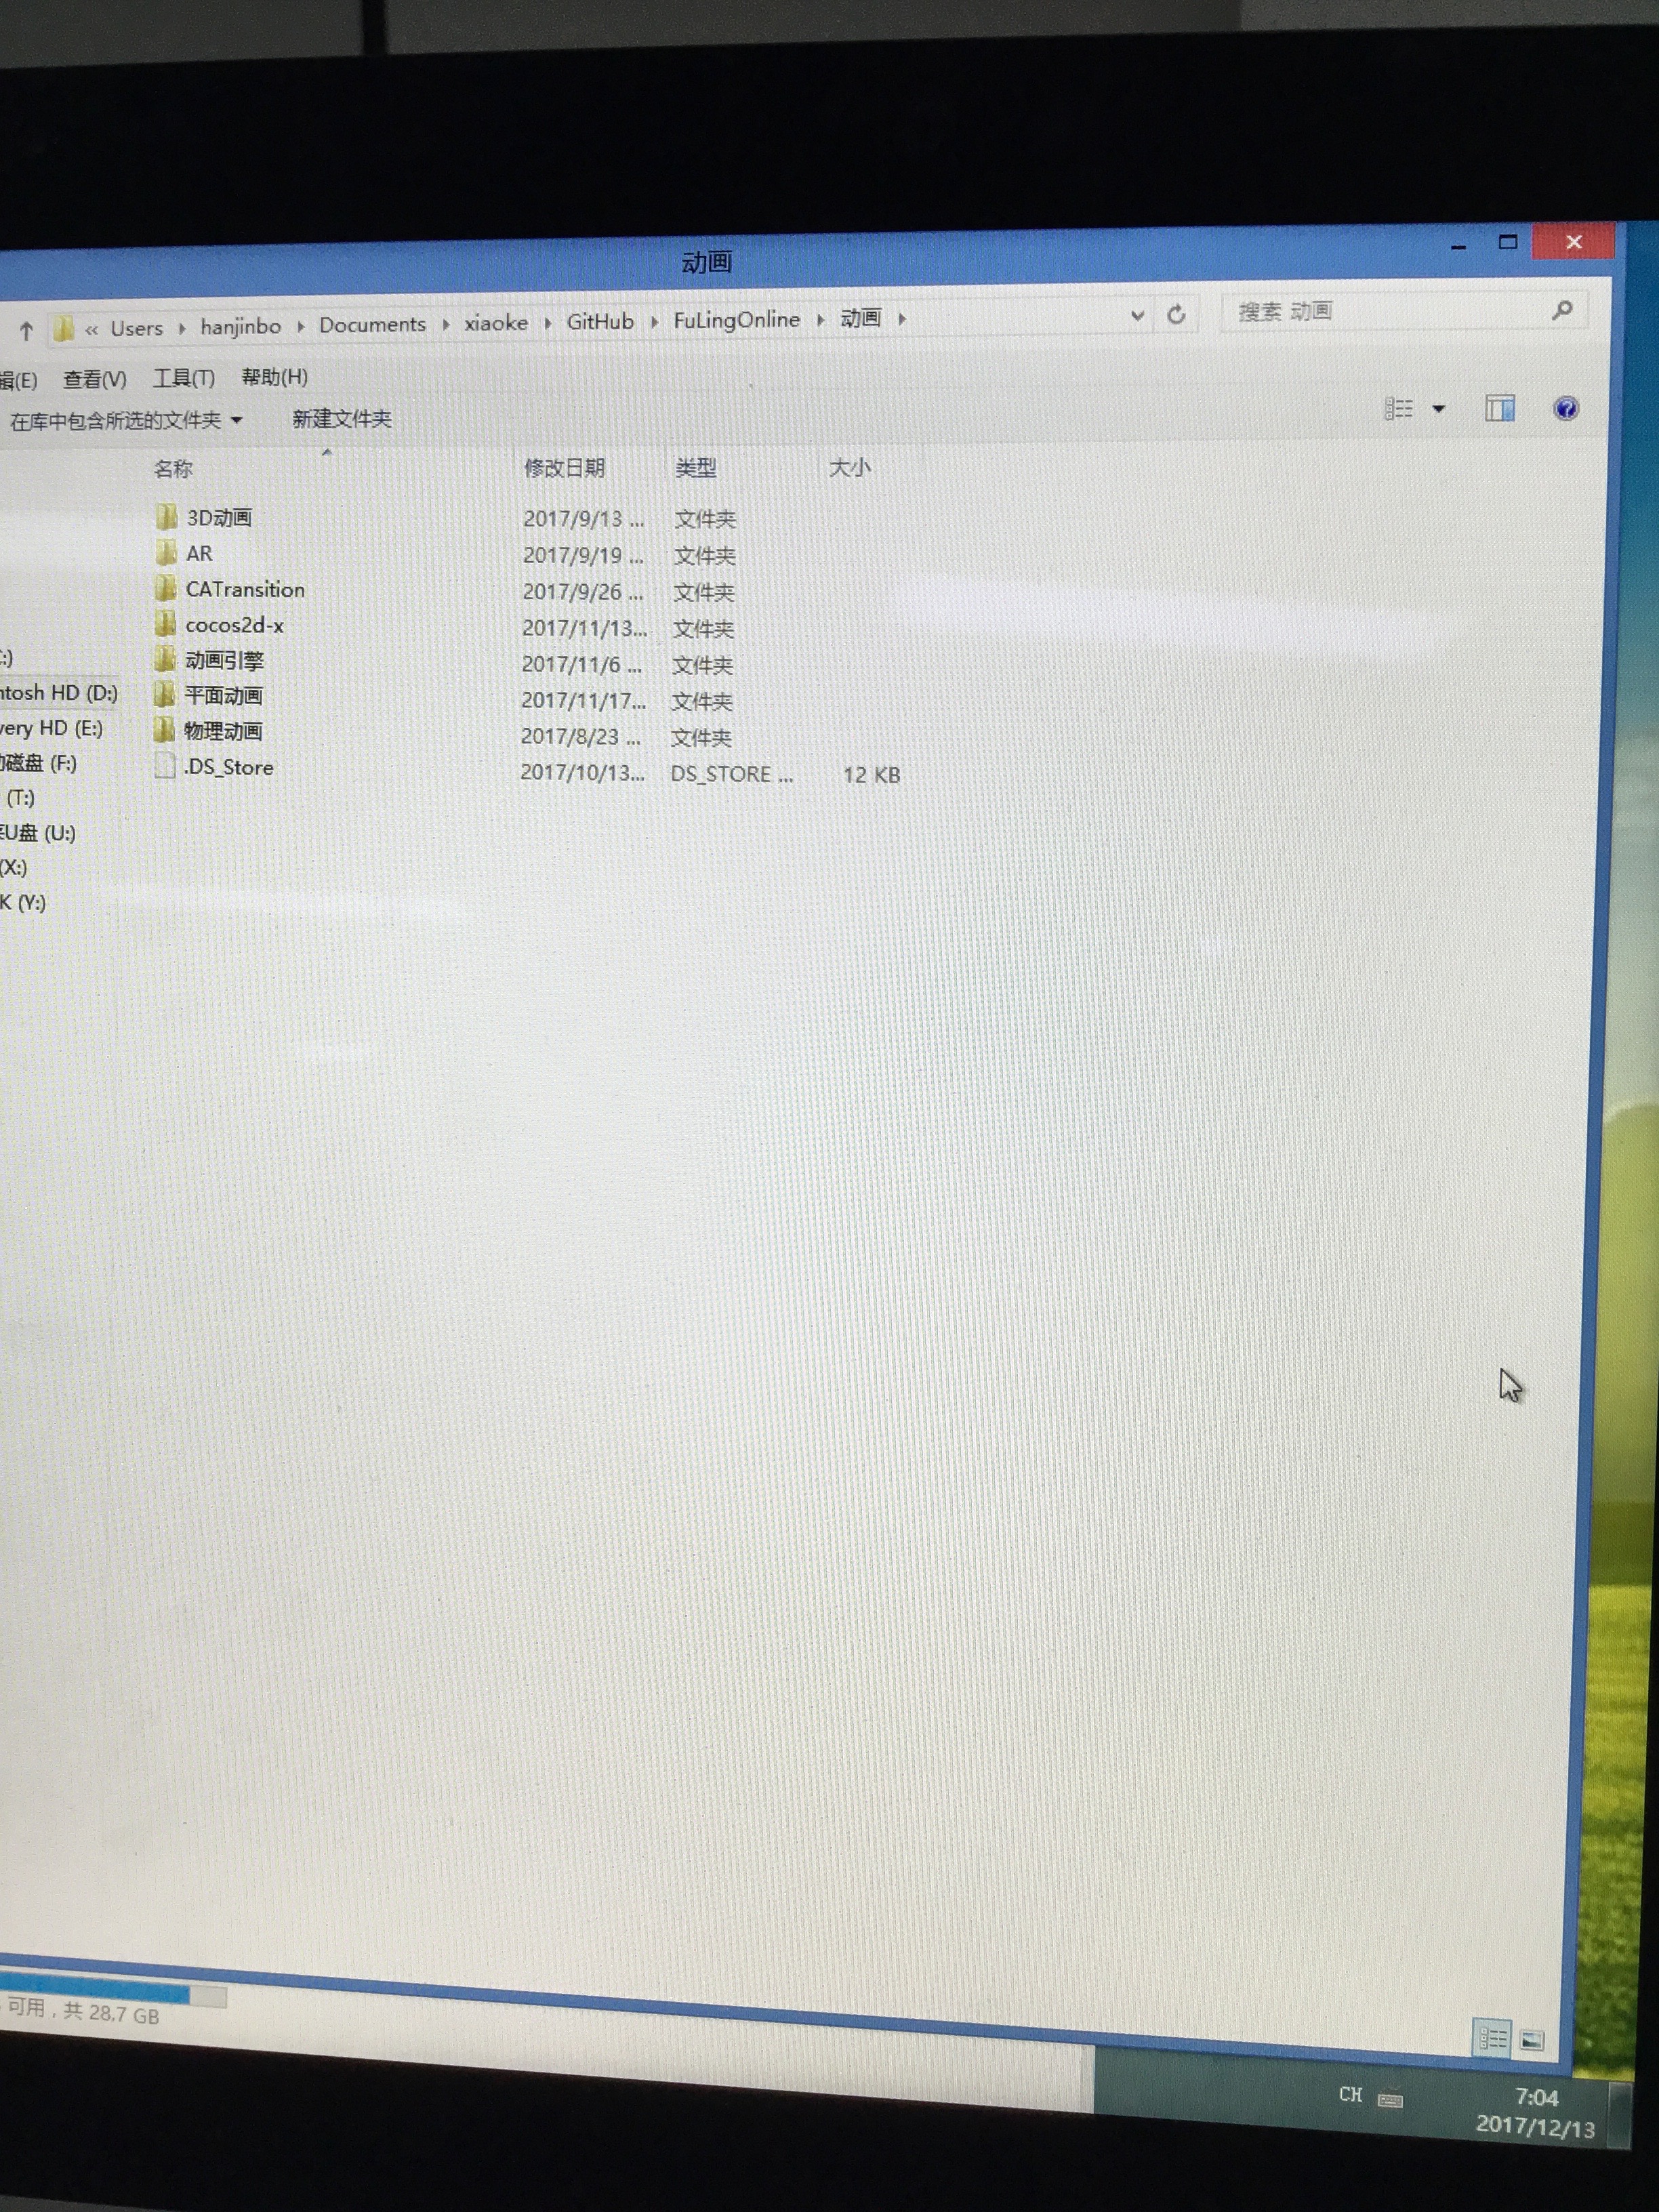 动画
« Users hanjinbo Documents xiaoke GitHub FuLingOnline 动画
搜索 动画
辑(E) 查看(V) 工具(T) 帮助(H)
在库中包含所选的文件夹 新建文件夹
名称 修改日期 类型 大小
3D动画 2017/9/13 ... 文件夹
AR 2017/9/19 ... 文件夹
CATransition 2017/9/26 ... 文件夹
cocos2d-x 2017/11/13... 文件夹
动画引擎 2017/11/6 ... 文件夹
平面动画 2017/11/17... 文件夹
物理动画 2017/8/23 ... 文件夹
.DS_Store 2017/10/13... DS_STORE ... 12 KB
:)
ntosh HD (D:)
very HD (E:)
磁盘 (F:)
(T:)
U盘 (U:)
(X:)
K (Y:)
可用，共 28.7 GB
CH
7:04
2017/12/13